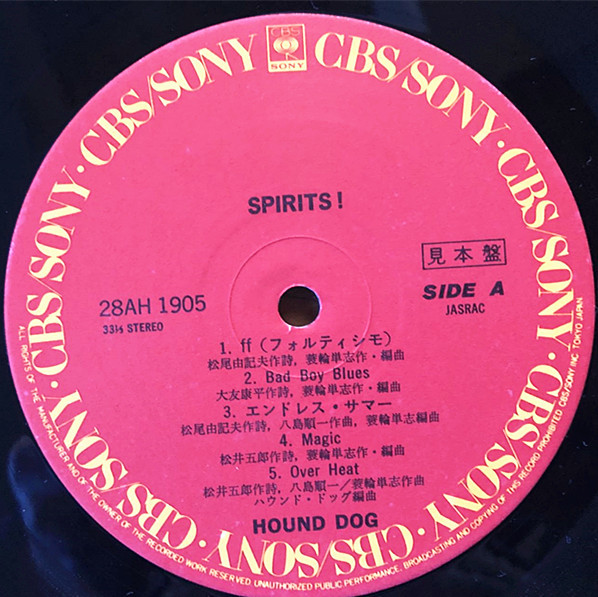 CBS
SONY
CBS/SONY · CBS/SONY · CBS/SONY · CBS/SONY · CBS/SONY · CBS/SONY
SPIRITS!
見本盤
28AH 1905
SIDE A
33⅓ STEREO
JASRAC
1. ff (フォルティシモ)
松尾由記夫作詩, 蓑輪単志作・編曲
2. Bad Boy Blues
大友康平作詩, 蓑輪単志作・編曲
3. エンドレス・サマー
松尾由記夫作詩, 八島順一作曲, 蓑輪単志編曲
4. Magic
松井五郎作詩, 蓑輪単志作・編曲
5. Over Heat
松井五郎作詩, 八島順一/蓑輪単志作曲
ハウンド・ドッグ編曲
HOUND DOG
ALL RIGHTS OF THE MANUFACTURER AND OF THE OWNER OF THE RECORDED WORK RESERVED. UNAUTHORIZED PUBLIC PERFORMANCE, BROADCASTING AND COPYING OF THIS RECORD PROHIBITED CBS/SONY INC. TOKYO JAPAN